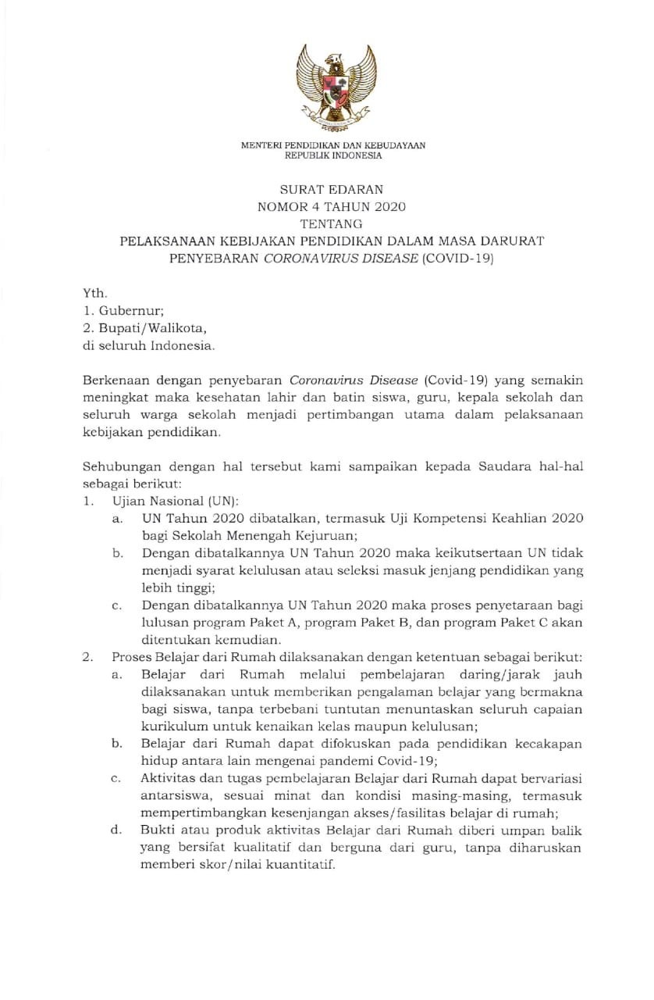 MENTERI PENDIDIKAN DAN KEBUDAYAAN
REPUBLIK INDONESIA
SURAT EDARAN
NOMOR 4 TAHUN 2020
TENTANG
PELAKSANAAN KEBIJAKAN PENDIDIKAN DALAM MASA DARURAT
PENYEBARAN CORONAVIRUS DISEASE (COVID-19)
Yth.
1. Gubernur;
2. Bupati/Walikota,
di seluruh Indonesia.
Berkenaan dengan penyebaran Coronavirus Disease (Covid-19) yang semakin
meningkat maka kesehatan lahir dan batin siswa, guru, kepala sekolah dan
seluruh warga sekolah menjadi pertimbangan utama dalam pelaksanaan
kebijakan pendidikan.
Sehubungan dengan hal tersebut kami sampaikan kepada Saudara hal-hal
sebagai berikut:
1. Ujian Nasional (UN):
a. UN Tahun 2020 dibatalkan, termasuk Uji Kompetensi Keahlian 2020
bagi Sekolah Menengah Kejuruan;
b. Dengan dibatalkannya UN Tahun 2020 maka keikutsertaan UN tidak
menjadi syarat kelulusan atau seleksi masuk jenjang pendidikan yang
lebih tinggi;
c. Dengan dibatalkannya UN Tahun 2020 maka proses penyetaraan bagi
lulusan program Paket A, program Paket B, dan program Paket C akan
ditentukan kemudian.
2. Proses Belajar dari Rumah dilaksanakan dengan ketentuan sebagai berikut:
a. Belajar dari Rumah melalui pembelajaran daring/jarak jauh
dilaksanakan untuk memberikan pengalaman belajar yang bermakna
bagi siswa, tanpa terbebani tuntutan menuntaskan seluruh capaian
kurikulum untuk kenaikan kelas maupun kelulusan;
b. Belajar dari Rumah dapat difokuskan pada pendidikan kecakapan
hidup antara lain mengenai pandemi Covid-19;
c. Aktivitas dan tugas pembelajaran Belajar dari Rumah dapat bervariasi
antarsiswa, sesuai minat dan kondisi masing-masing, termasuk
mempertimbangkan kesenjangan akses/fasilitas belajar di rumah;
d. Bukti atau produk aktivitas Belajar dari Rumah diberi umpan balik
yang bersifat kualitatif dan berguna dari guru, tanpa diharuskan
memberi skor/nilai kuantitatif.